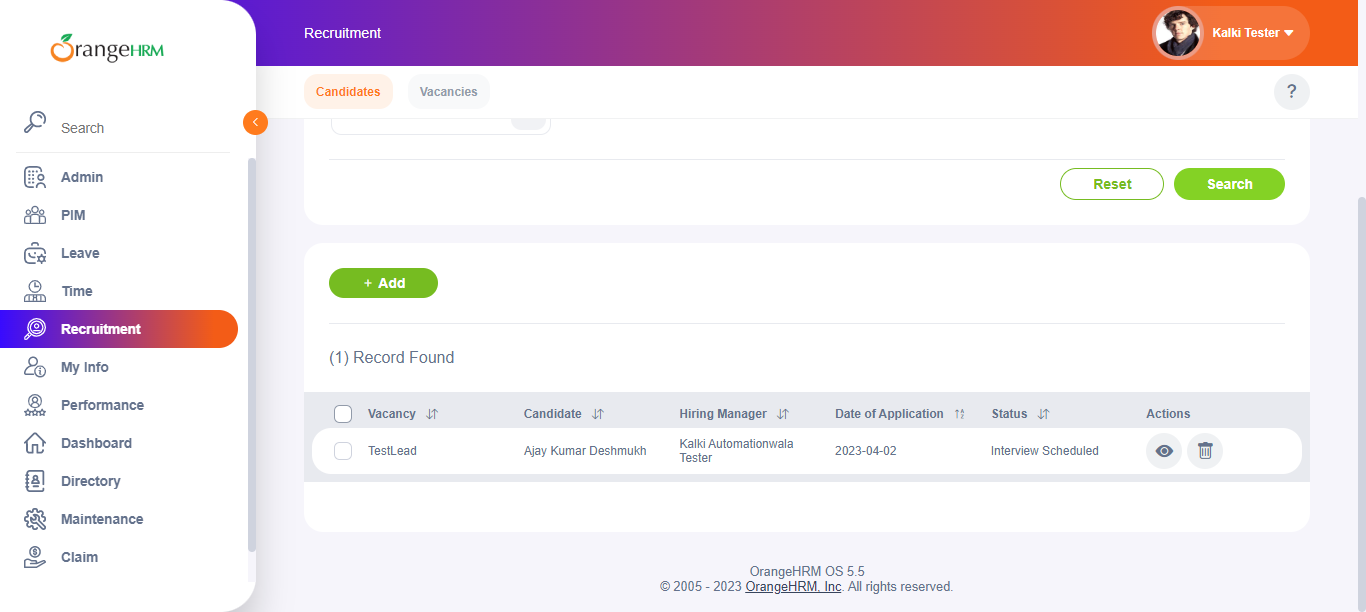 OrangeHRM
Recruitment
Kalki Tester
Candidates
Vacancies
?
Search
Admin
PIM
Leave
Time
Recruitment
My Info
Performance
Dashboard
Directory
Maintenance
Claim
Reset
Search
+ Add
(1) Record Found
Vacancy Candidate Hiring Manager Date of Application Status Actions
TestLead Ajay Kumar Deshmukh Kalki Automationwala 2023-04-02 Interview Scheduled
Tester
OrangeHRM OS 5.5
© 2005 - 2023 OrangeHRM, Inc. All rights reserved.